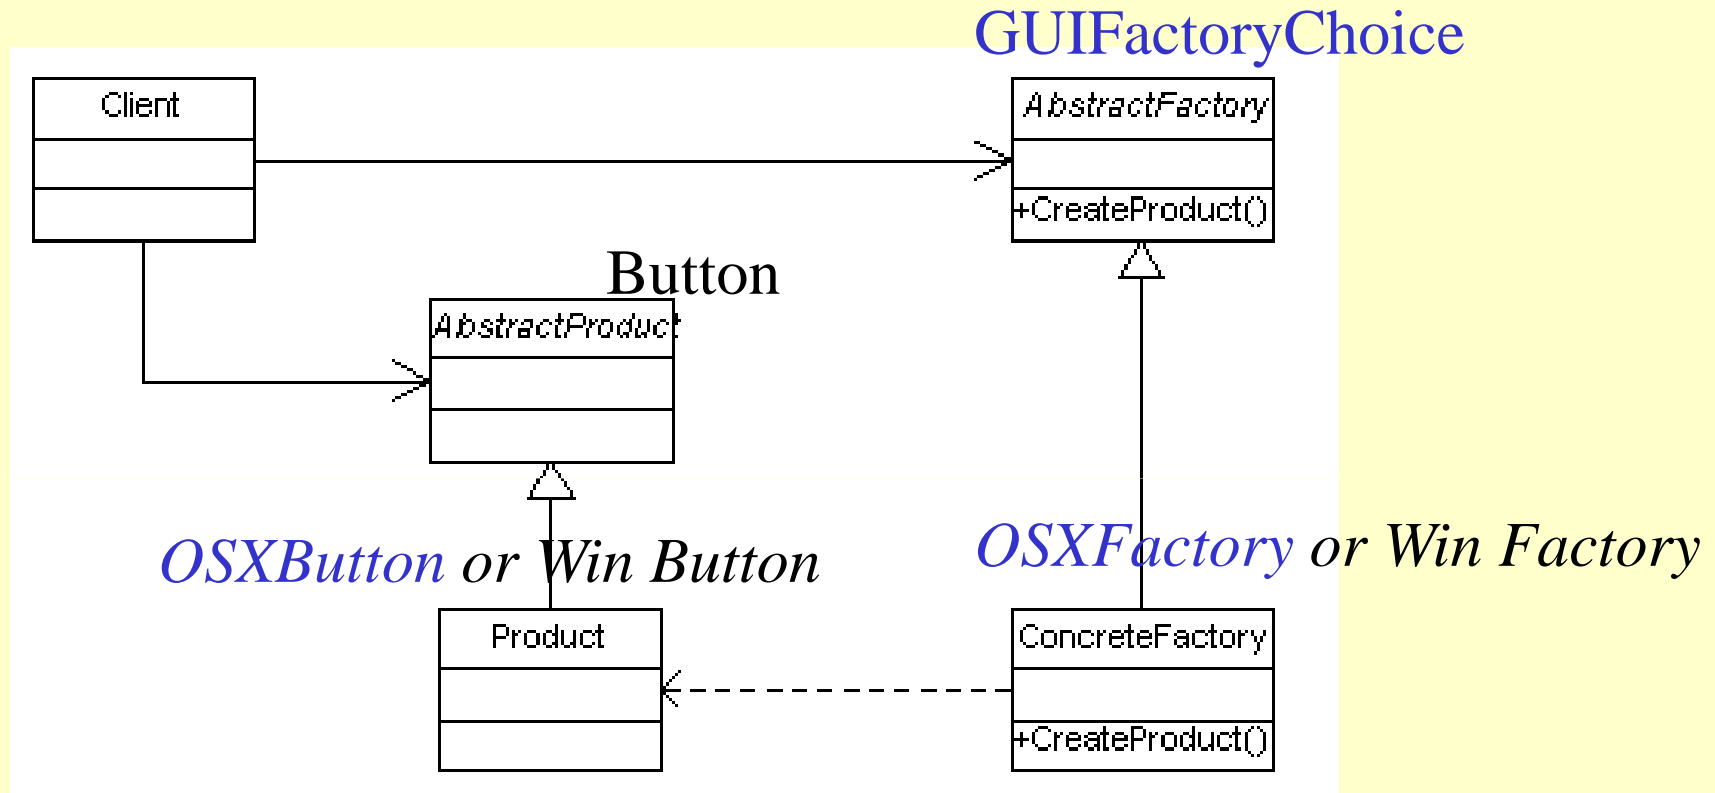 GUIFactoryChoice
Client
AbstractFactory
+CreateProduct()
Button
AbstractProduct
OSXButton or Win Button
OSXFactory or Win Factory
Product
ConcreteFactory
+CreateProduct()